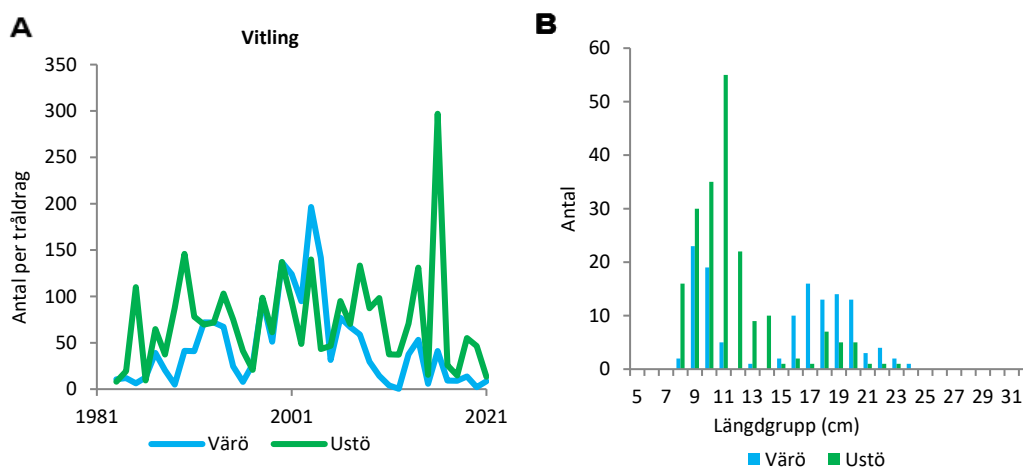 A
Vitling
Antal per tråldrag
350
300
250
200
150
100
50
0
1981 2001 2021
Värö Ustö
B
Antal
60
50
40
30
20
10
0
5 7 9 11 13 15 17 19 21 23 25 27 29 31
Längdgrupp (cm)
Värö Ustö